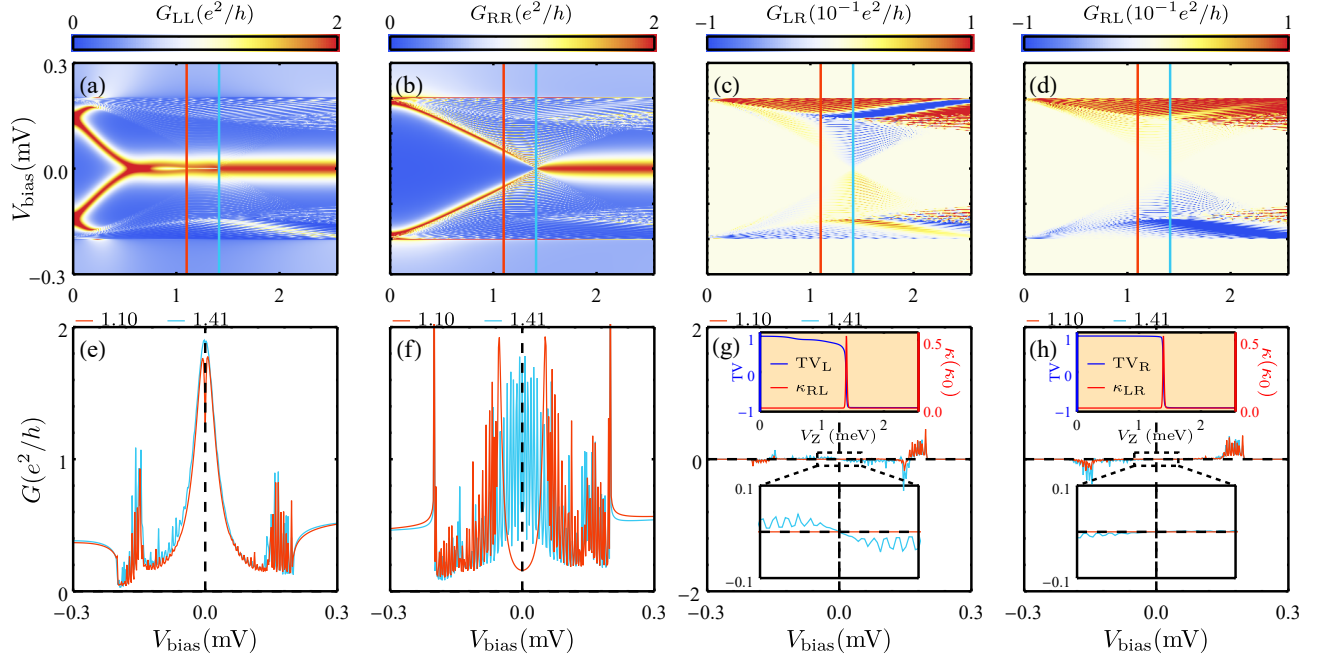 G_LL(e²/h) G_RR(e²/h) G_LR(10⁻¹e²/h) G_RL(10⁻¹e²/h)
0 2 0 2 −1 1 −1 1
0.3 (a) (b) (c) (d)
V_bias(mV)
0.0
−0.3
0 1 2 0 1 2 0 1 2 0 1 2
1.10 1.41 1.10 1.41 1.10 1.41 1.10 1.41
2 (e) (f) 2 (g) (h)
1 TV_L 0.5 1 TV_R 0.5
TV 0 κ_RL κ(κ₀) TV 0 κ_LR κ(κ₀)
−1 0.0 −1 0.0
0 1 2 0 1 2
V_Z (meV) V_Z (meV)
G(e²/h)
1 0
0.1 0.1
−0.1 −0.1
0 −2
−0.3 0.0 0.3 −0.3 0.0 0.3 −0.3 0.0 0.3 −0.3 0.0 0.3
V_bias(mV) V_bias(mV) V_bias(mV) V_bias(mV)